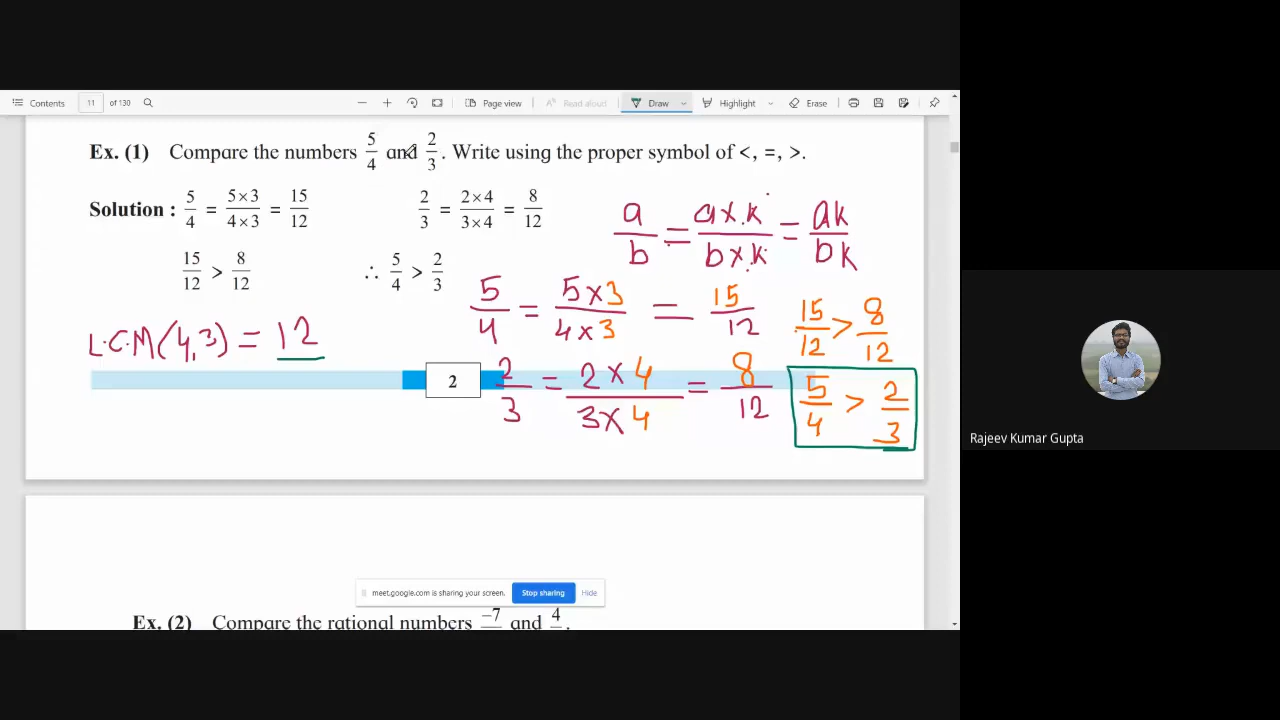 Contents 11 of 130 Page view Read aloud Draw Highlight Erase
Ex. (1) Compare the numbers 5/4 and 2/3. Write using the proper symbol of <, =, >.
Solution : 5/4 = 5×3/4×3 = 15/12 2/3 = 2×4/3×4 = 8/12
a/b = a×k/b×k = ak/bk
15/12 > 8/12 ∴ 5/4 > 2/3
5/4 = 5×3/4×3 = 15/12
15/12 > 8/12
L.C.M(4,3) = 12
2
2/3 = 2×4/3×4 = 8/12
5/4 > 2/3
Rajeev Kumar Gupta
meet.google.com is sharing your screen. Stop sharing Hide
Ex. (2) Compare the rational numbers −7 and 4 .